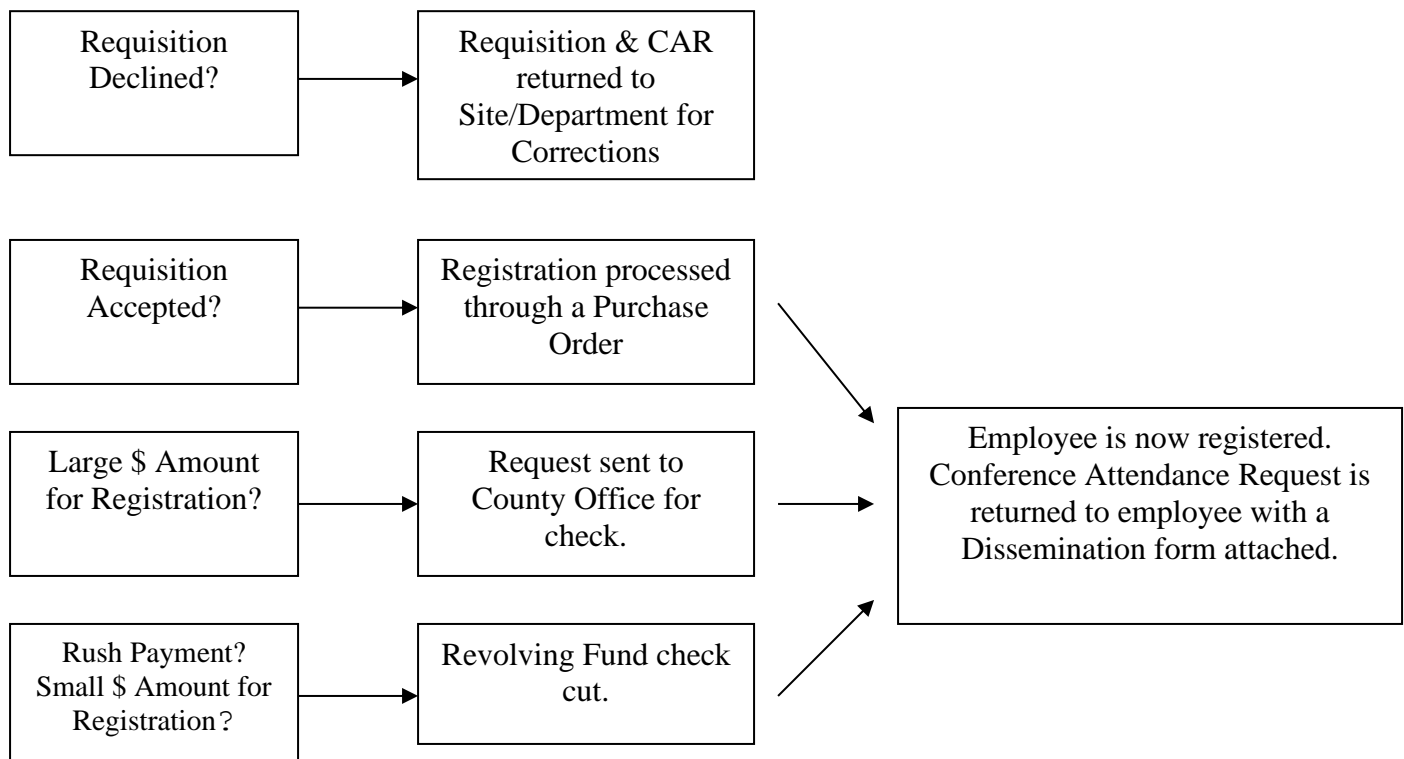 Requisition
Declined?
Requisition & CAR
returned to
Site/Department for
Corrections
Requisition
Accepted?
Registration processed
through a Purchase
Order
Large $ Amount
for Registration?
Request sent to
County Office for
check.
Rush Payment?
Small $ Amount for
Registration?
Revolving Fund check
cut.
Employee is now registered.
Conference Attendance Request is
returned to employee with a
Dissemination form attached.